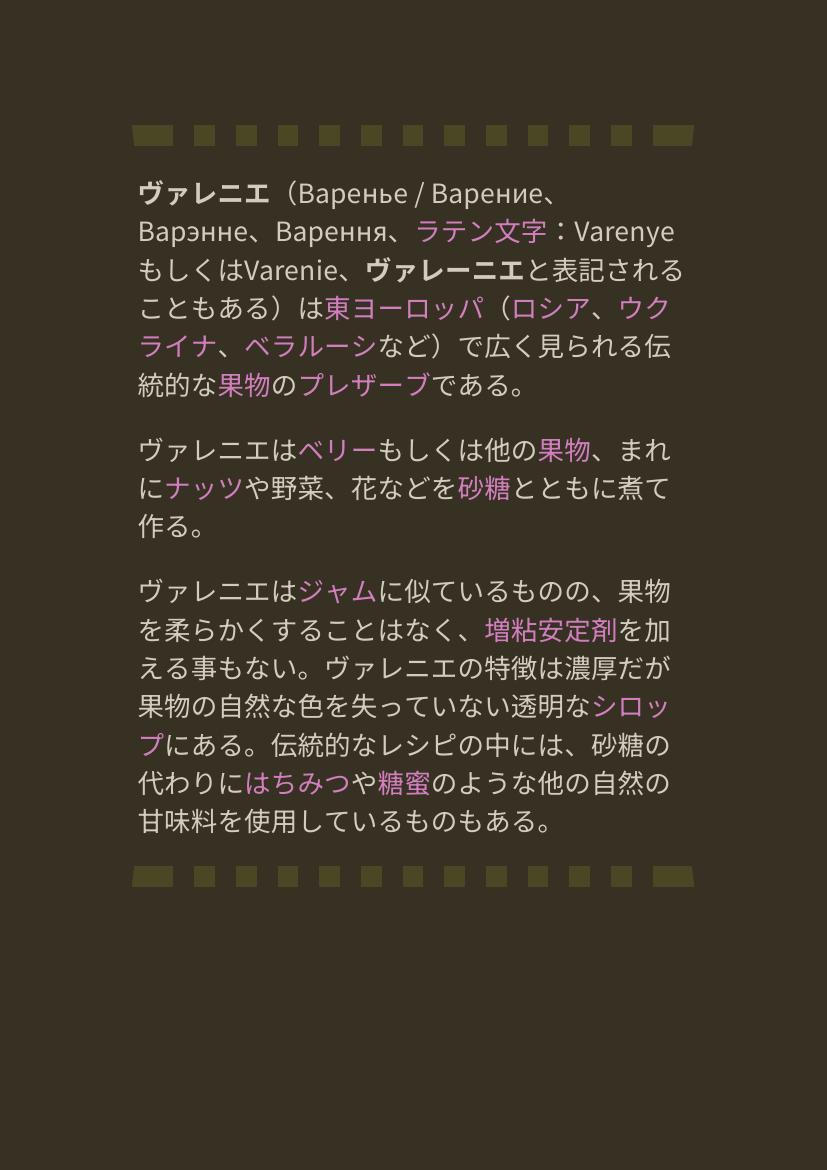 ヴァレニエ（Варенье / Варение、
Варэнне、Варення、ラテン文字：Varenye
もしくはVarenie、ヴァレーニエと表記される
こともある）は東ヨーロッパ（ロシア、ウク
ライナ、ベラルーシなど）で広く見られる伝
統的な果物のプレザーブである。
ヴァレニエはベリーもしくは他の果物、まれ
にナッツや野菜、花などを砂糖とともに煮て
作る。
ヴァレニエはジャムに似ているものの、果物
を柔らかくすることはなく、増粘安定剤を加
える事もない。ヴァレニエの特徴は濃厚だが
果物の自然な色を失っていない透明なシロッ
プにある。伝統的なレシピの中には、砂糖の
代わりにはちみつや糖蜜のような他の自然の
甘味料を使用しているものもある。